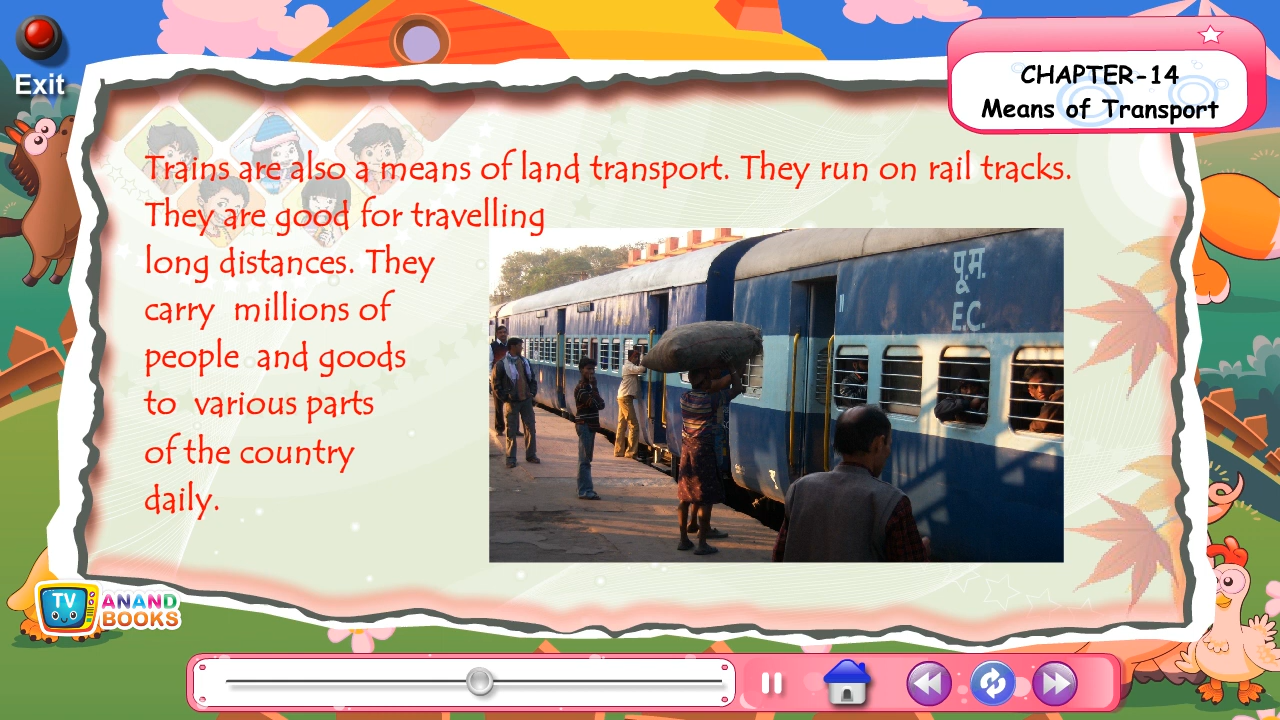 Exit
CHAPTER-14
Means of Transport
Trains are also a means of land transport. They run on rail tracks.
They are good for travelling
long distances. They
carry millions of
people and goods
to various parts
of the country
daily.
पू.म.
E.C.
TV
ANAND
BOOKS